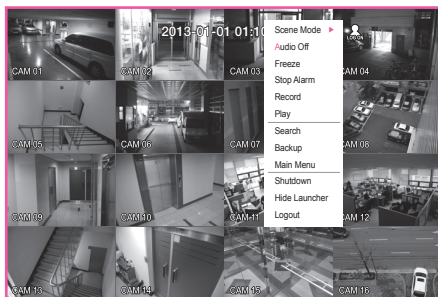 2013-01-01 01:10
LOG ON
Scene Mode
Audio Off
Freeze
Stop Alarm
Record
Play
Search
Backup
Main Menu
Shutdown
Hide Launcher
Logout
CAM 01
CAM 02
CAM 03
CAM 04
CAM 05
CAM 06
CAM 07
CAM 09
CAM 10
CAM 11
CAM 12
CAM 13
CAM 14
CAM 15
CAM 16